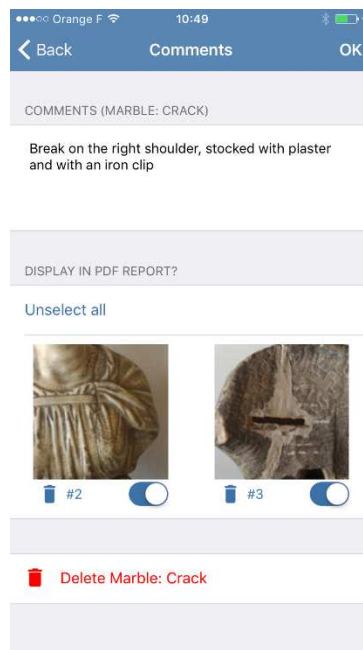 Orange F 10:49
Back Comments OK
COMMENTS (MARBLE: CRACK)
Break on the right shoulder, stocked with plaster
and with an iron clip
DISPLAY IN PDF REPORT?
Unselect all
#2 #3
Delete Marble: Crack